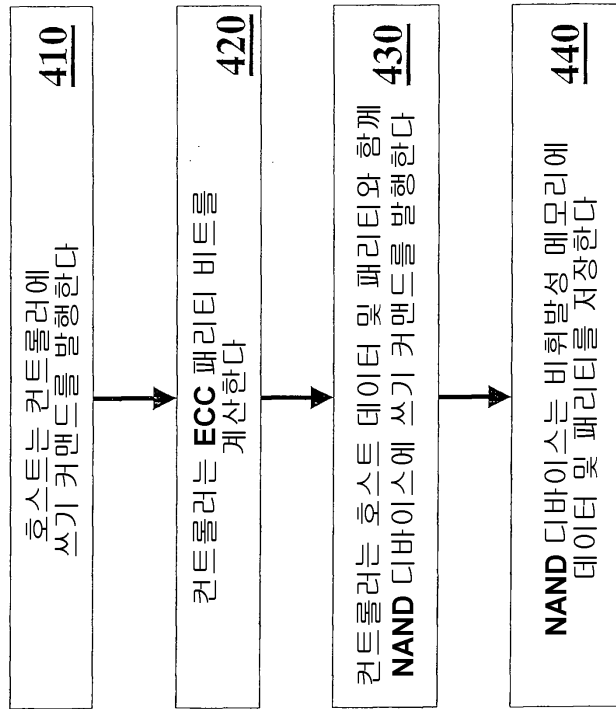 호스트는 컨트롤러에
쓰기 커맨드를 발행한다
410
컨트롤러는 ECC 패리티 비트를
계산한다
420
컨트롤러는 호스트 데이터 및 패리티와 함께
NAND 디바이스에 쓰기 커맨드를 발행한다
430
NAND 디바이스는 비휘발성 메모리에
데이터 및 패리티를 저장한다
440